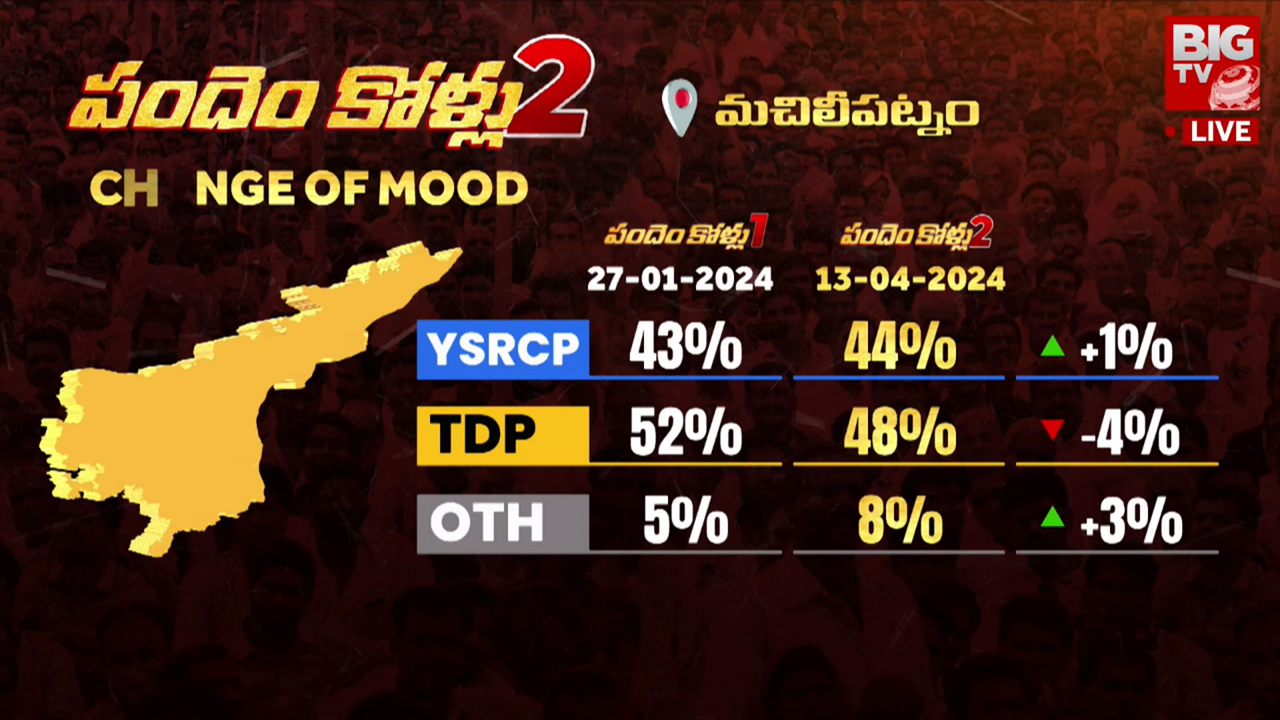 పందెం కోళ్లు 2
మచిలీపట్నం
BIG
TV
LIVE
CH NGE OF MOOD
పందెం కోళ్లు 1
పందెం కోళ్లు 2
27-01-2024
13-04-2024
YSRCP 43% 44% +1%
TDP 52% 48% -4%
OTH 5% 8% +3%